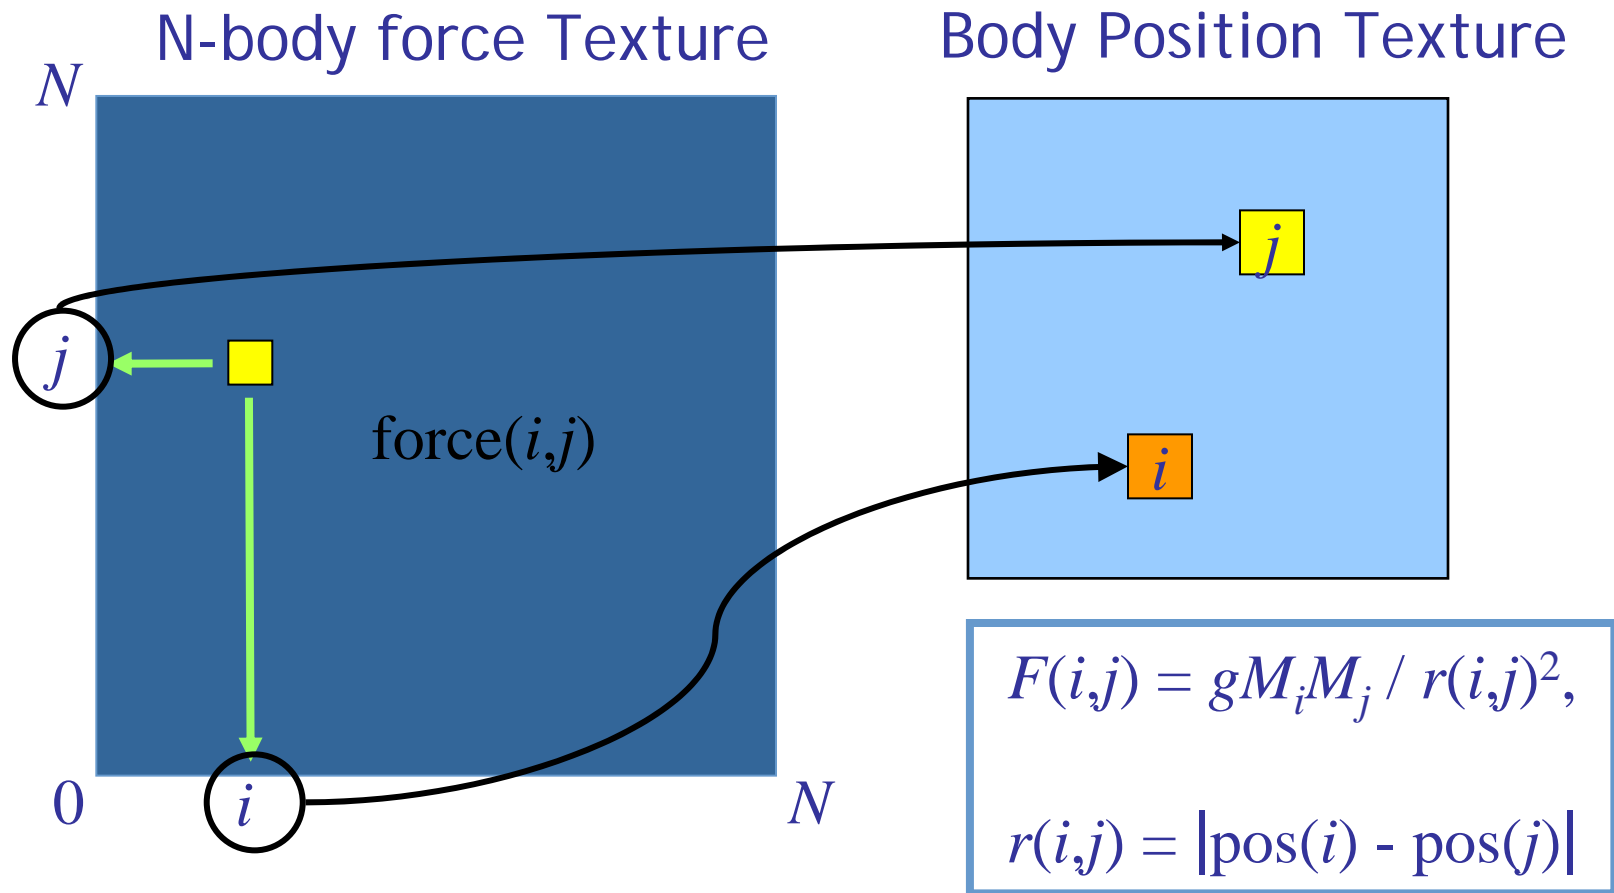 N-body force Texture
Body Position Texture
N
j
j
force(i,j)
i
0
i
N
F(i,j) = gMᵢMⱼ / r(i,j)²,
r(i,j) = |pos(i) - pos(j)|